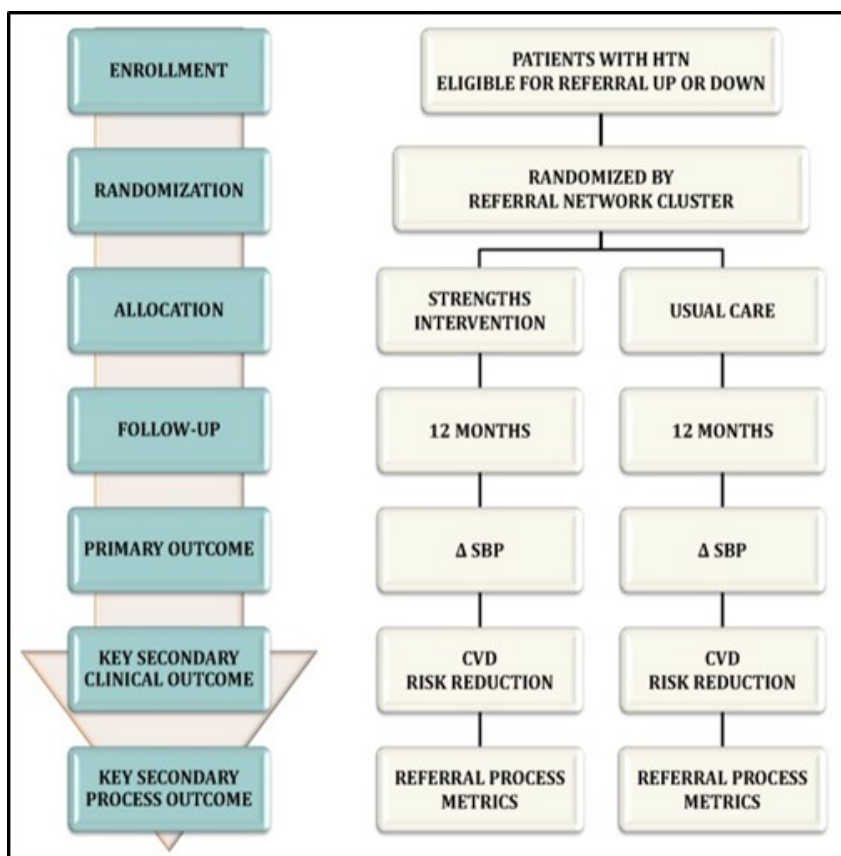 ENROLLMENT
PATIENTS WITH HTN
ELIGIBLE FOR REFERRAL UP OR DOWN
RANDOMIZATION
RANDOMIZED BY
REFERRAL NETWORK CLUSTER
ALLOCATION
STRENGTHS
INTERVENTION
USUAL CARE
FOLLOW-UP
12 MONTHS
12 MONTHS
PRIMARY OUTCOME
Δ SBP
Δ SBP
KEY SECONDARY
CLINICAL OUTCOME
CVD
RISK REDUCTION
CVD
RISK REDUCTION
KEY SECONDARY
PROCESS OUTCOME
REFERRAL PROCESS
METRICS
REFERRAL PROCESS
METRICS